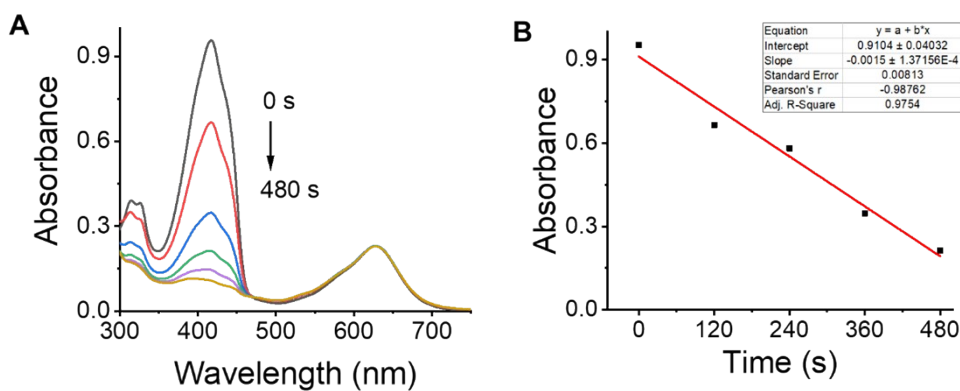 A
Absorbance
0.9
0.6
0.3
0.0
0 s
480 s
300
400
500
600
700
Wavelength (nm)
B
Absorbance
0.9
0.6
0.3
0.0
Equation y = a + b*x
Intercept 0.9104 ± 0.04032
Slope -0.0015 ± 1.37156E-4
Standard Error 0.00813
Pearson's r -0.98762
Adj. R-Square 0.9754
0
120
240
360
480
Time (s)